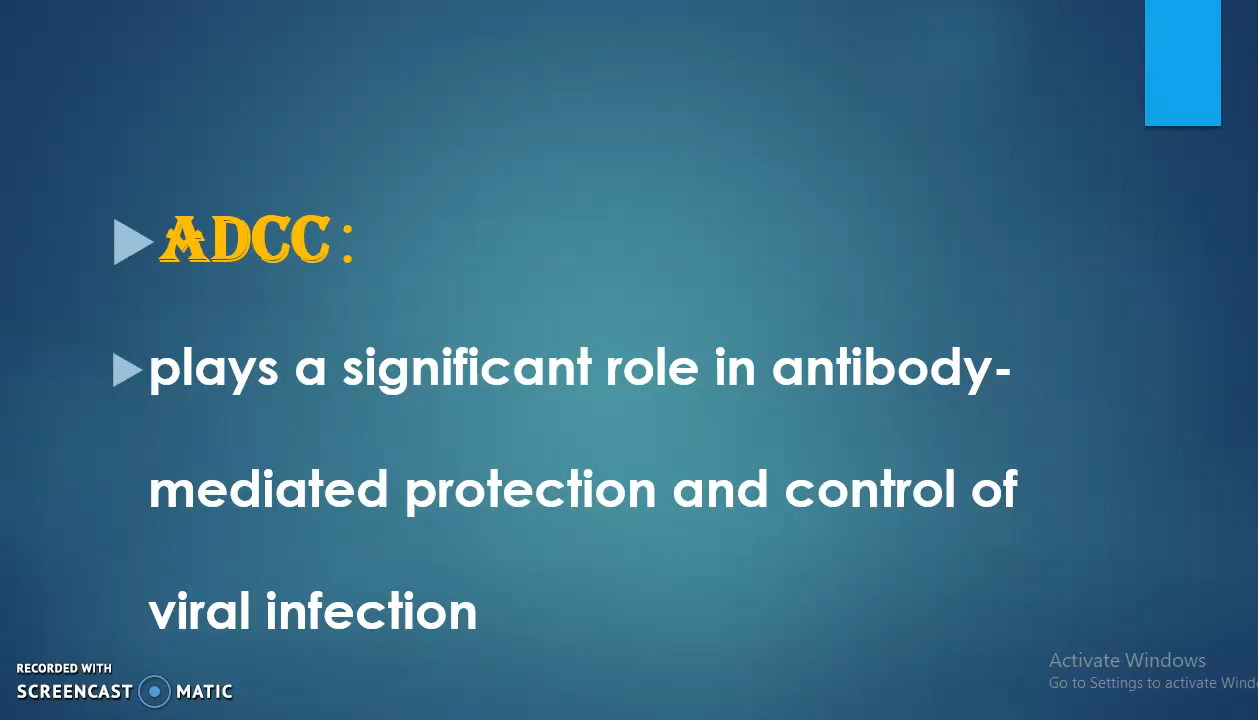 ADCC :
plays a significant role in antibody-
mediated protection and control of
viral infection
RECORDED WITH
SCREENCAST MATIC
Activate Windows
Go to Settings to activate Wind